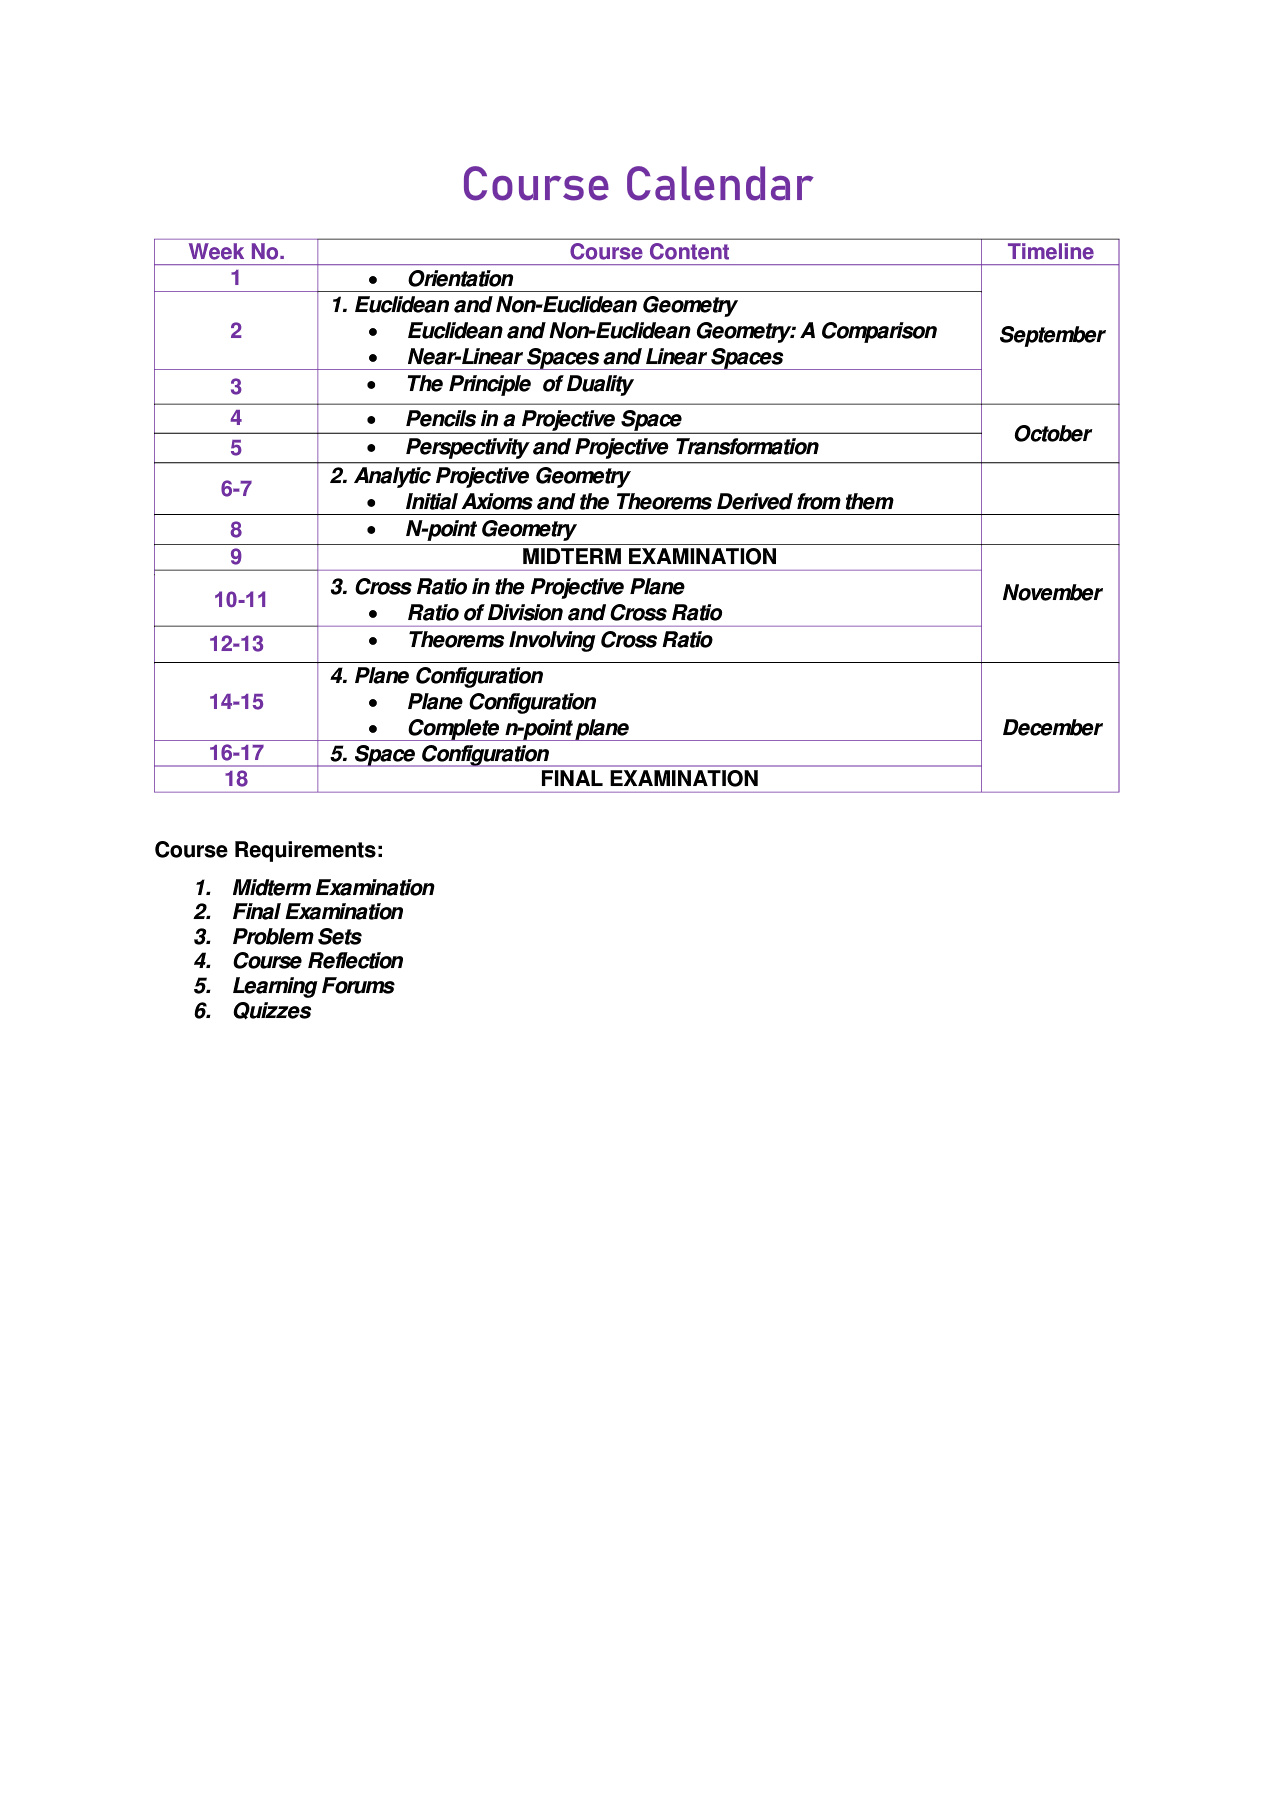 Course Calendar
Week No. Course Content Timeline
1 • Orientation
September
2 1. Euclidean and Non-Euclidean Geometry
• Euclidean and Non-Euclidean Geometry: A Comparison
• Near-Linear Spaces and Linear Spaces
3 • The Principle of Duality
4 • Pencils in a Projective Space
October
5 • Perspectivity and Projective Transformation
6-7 2. Analytic Projective Geometry
• Initial Axioms and the Theorems Derived from them
8 • N-point Geometry
9 MIDTERM EXAMINATION
November
10-11 3. Cross Ratio in the Projective Plane
• Ratio of Division and Cross Ratio
12-13 • Theorems Involving Cross Ratio
14-15 4. Plane Configuration
• Plane Configuration
• Complete n-point plane
December
16-17 5. Space Configuration
18 FINAL EXAMINATION
Course Requirements:
1. Midterm Examination
2. Final Examination
3. Problem Sets
4. Course Reflection
5. Learning Forums
6. Quizzes